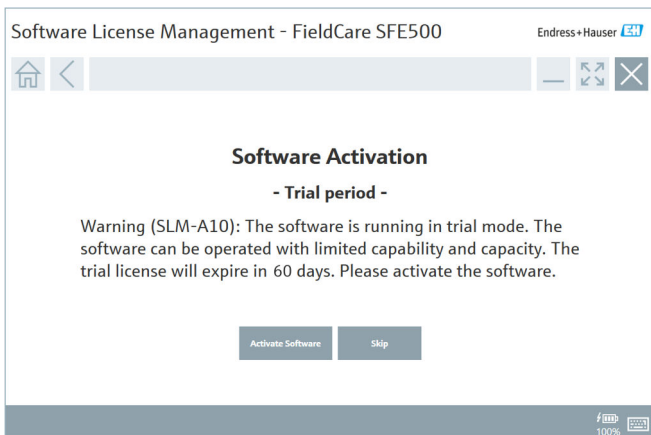 Software License Management - FieldCare SFE500
Endress+Hauser EH
Software Activation
- Trial period -
Warning (SLM-A10): The software is running in trial mode. The
software can be operated with limited capability and capacity. The
trial license will expire in 60 days. Please activate the software.
Activate Software
Skip
100%